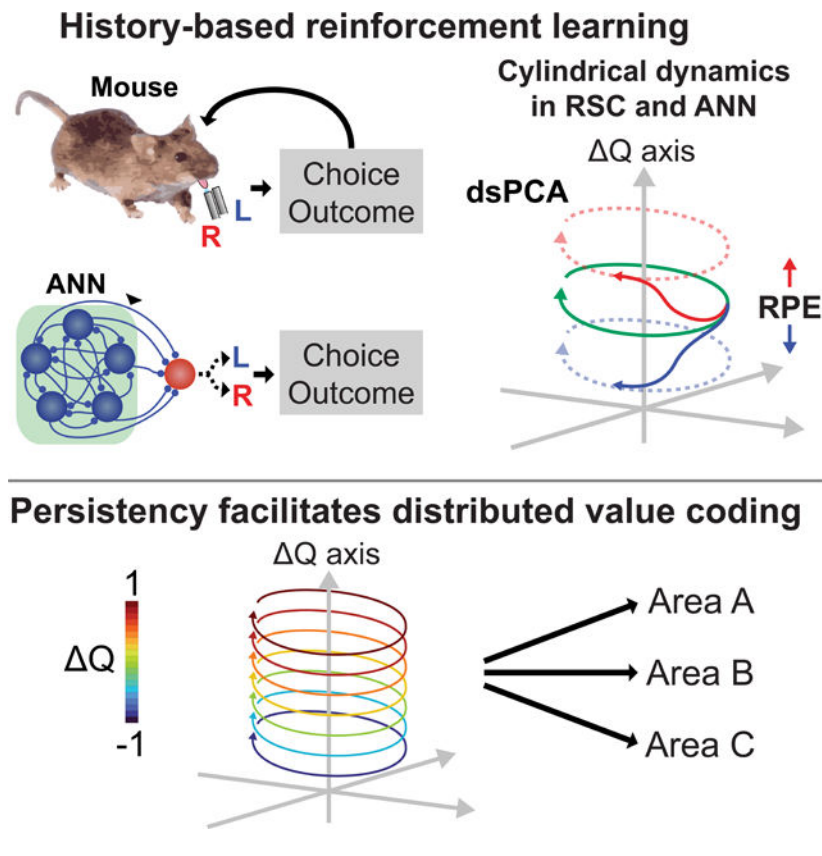 History-based reinforcement learning
Mouse
L
R
Choice
Outcome
ANN
L
R
Choice
Outcome
Cylindrical dynamics
in RSC and ANN
ΔQ axis
dsPCA
RPE
Persistency facilitates distributed value coding
ΔQ axis
1
ΔQ
-1
Area A
Area B
Area C